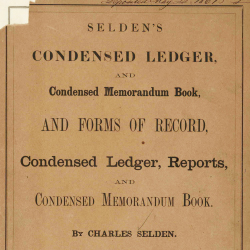 SELDEN'S
CONDENSED LEDGER,
AND
Condensed Memorandum Book,
AND FORMS OF RECORD,
Condensed Ledger, Reports,
AND
CONDENSED MEMORANDUM BOOK.
BY CHARLES SELDEN.